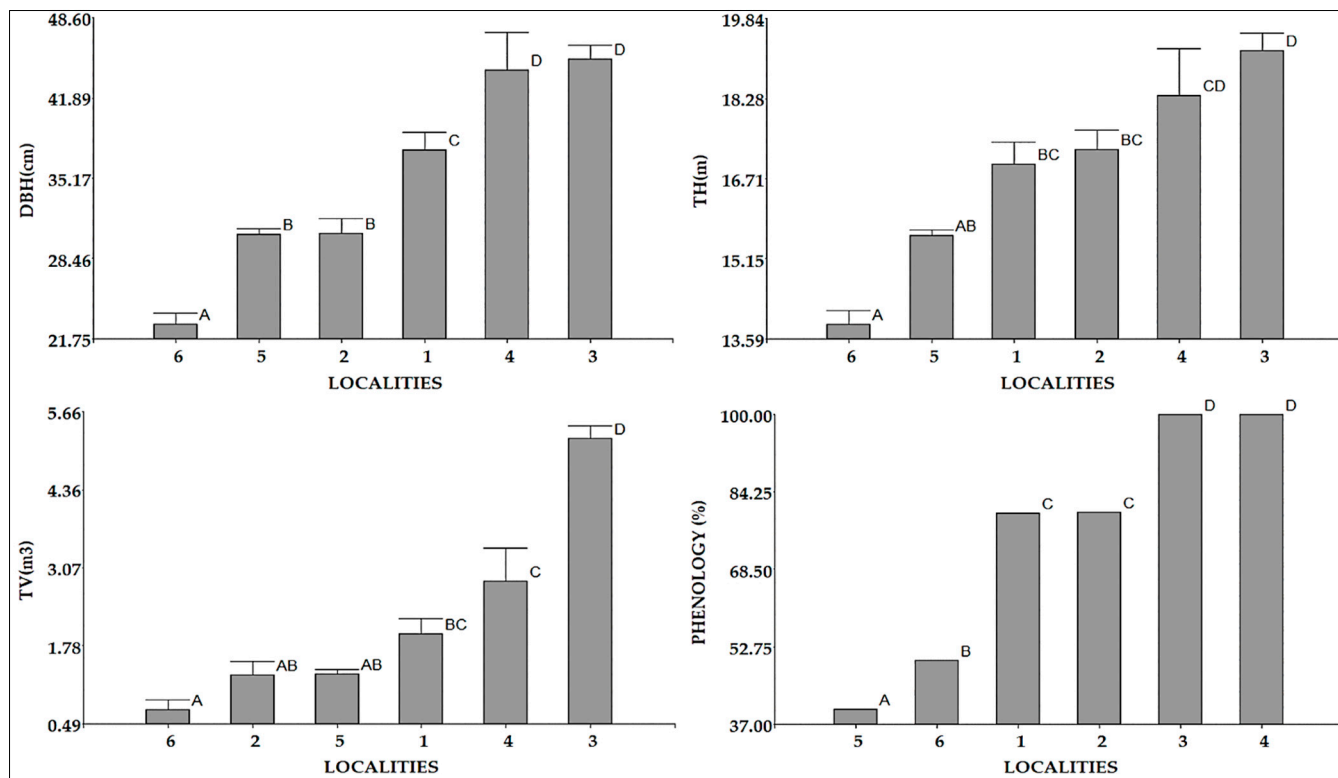 48.60
41.89
35.17
28.46
21.75
DBH(cm)
A
B
B
C
D
D
6 5 2 1 4 3
LOCALITIES
19.84
18.28
16.71
15.15
13.59
TH(m)
A
AB
BC
BC
CD
D
6 5 1 2 4 3
LOCALITIES
5.66
4.36
3.07
1.78
0.49
TV(m3)
A
AB
AB
BC
C
D
6 2 5 1 4 3
LOCALITIES
100.00
84.25
68.50
52.75
37.00
PHENOLOGY (%)
A
B
C
C
D
D
5 6 1 2 3 4
LOCALITIES